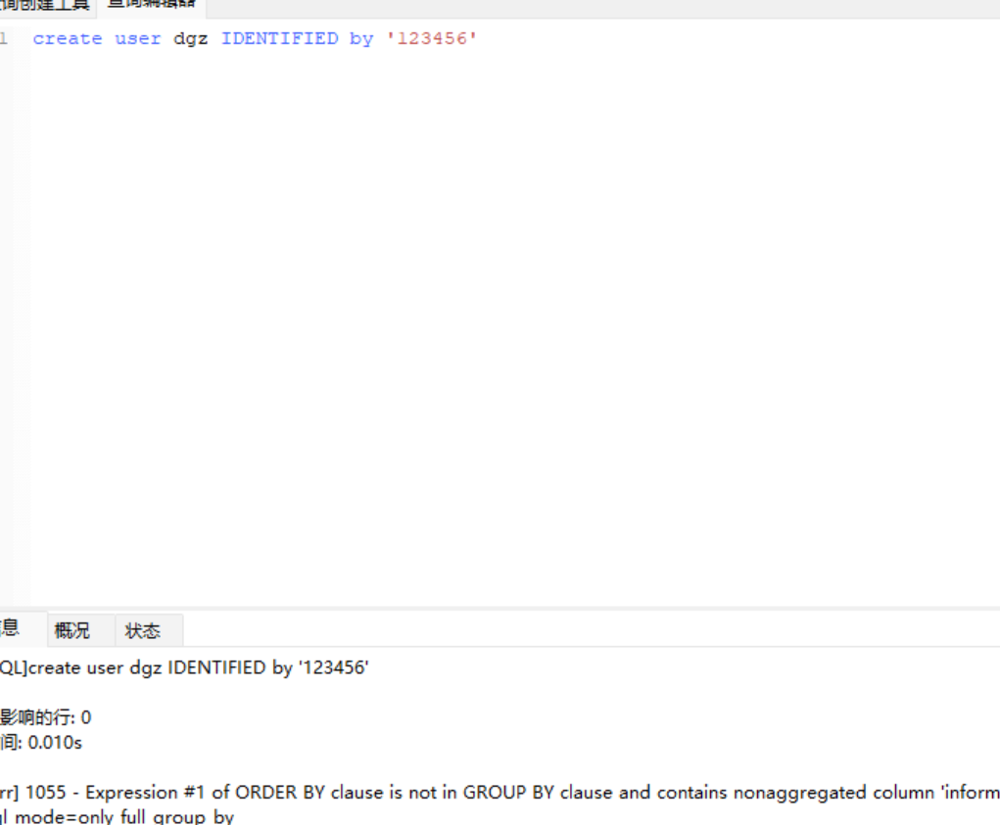 询创建工具 查询编辑器
1 create user dgz IDENTIFIED by '123456'
息 概况 状态
QL]create user dgz IDENTIFIED by '123456'
影响的行: 0
间: 0.010s
rr] 1055 - Expression #1 of ORDER BY clause is not in GROUP BY clause and contains nonaggregated column 'inform
ql mode=only full group by